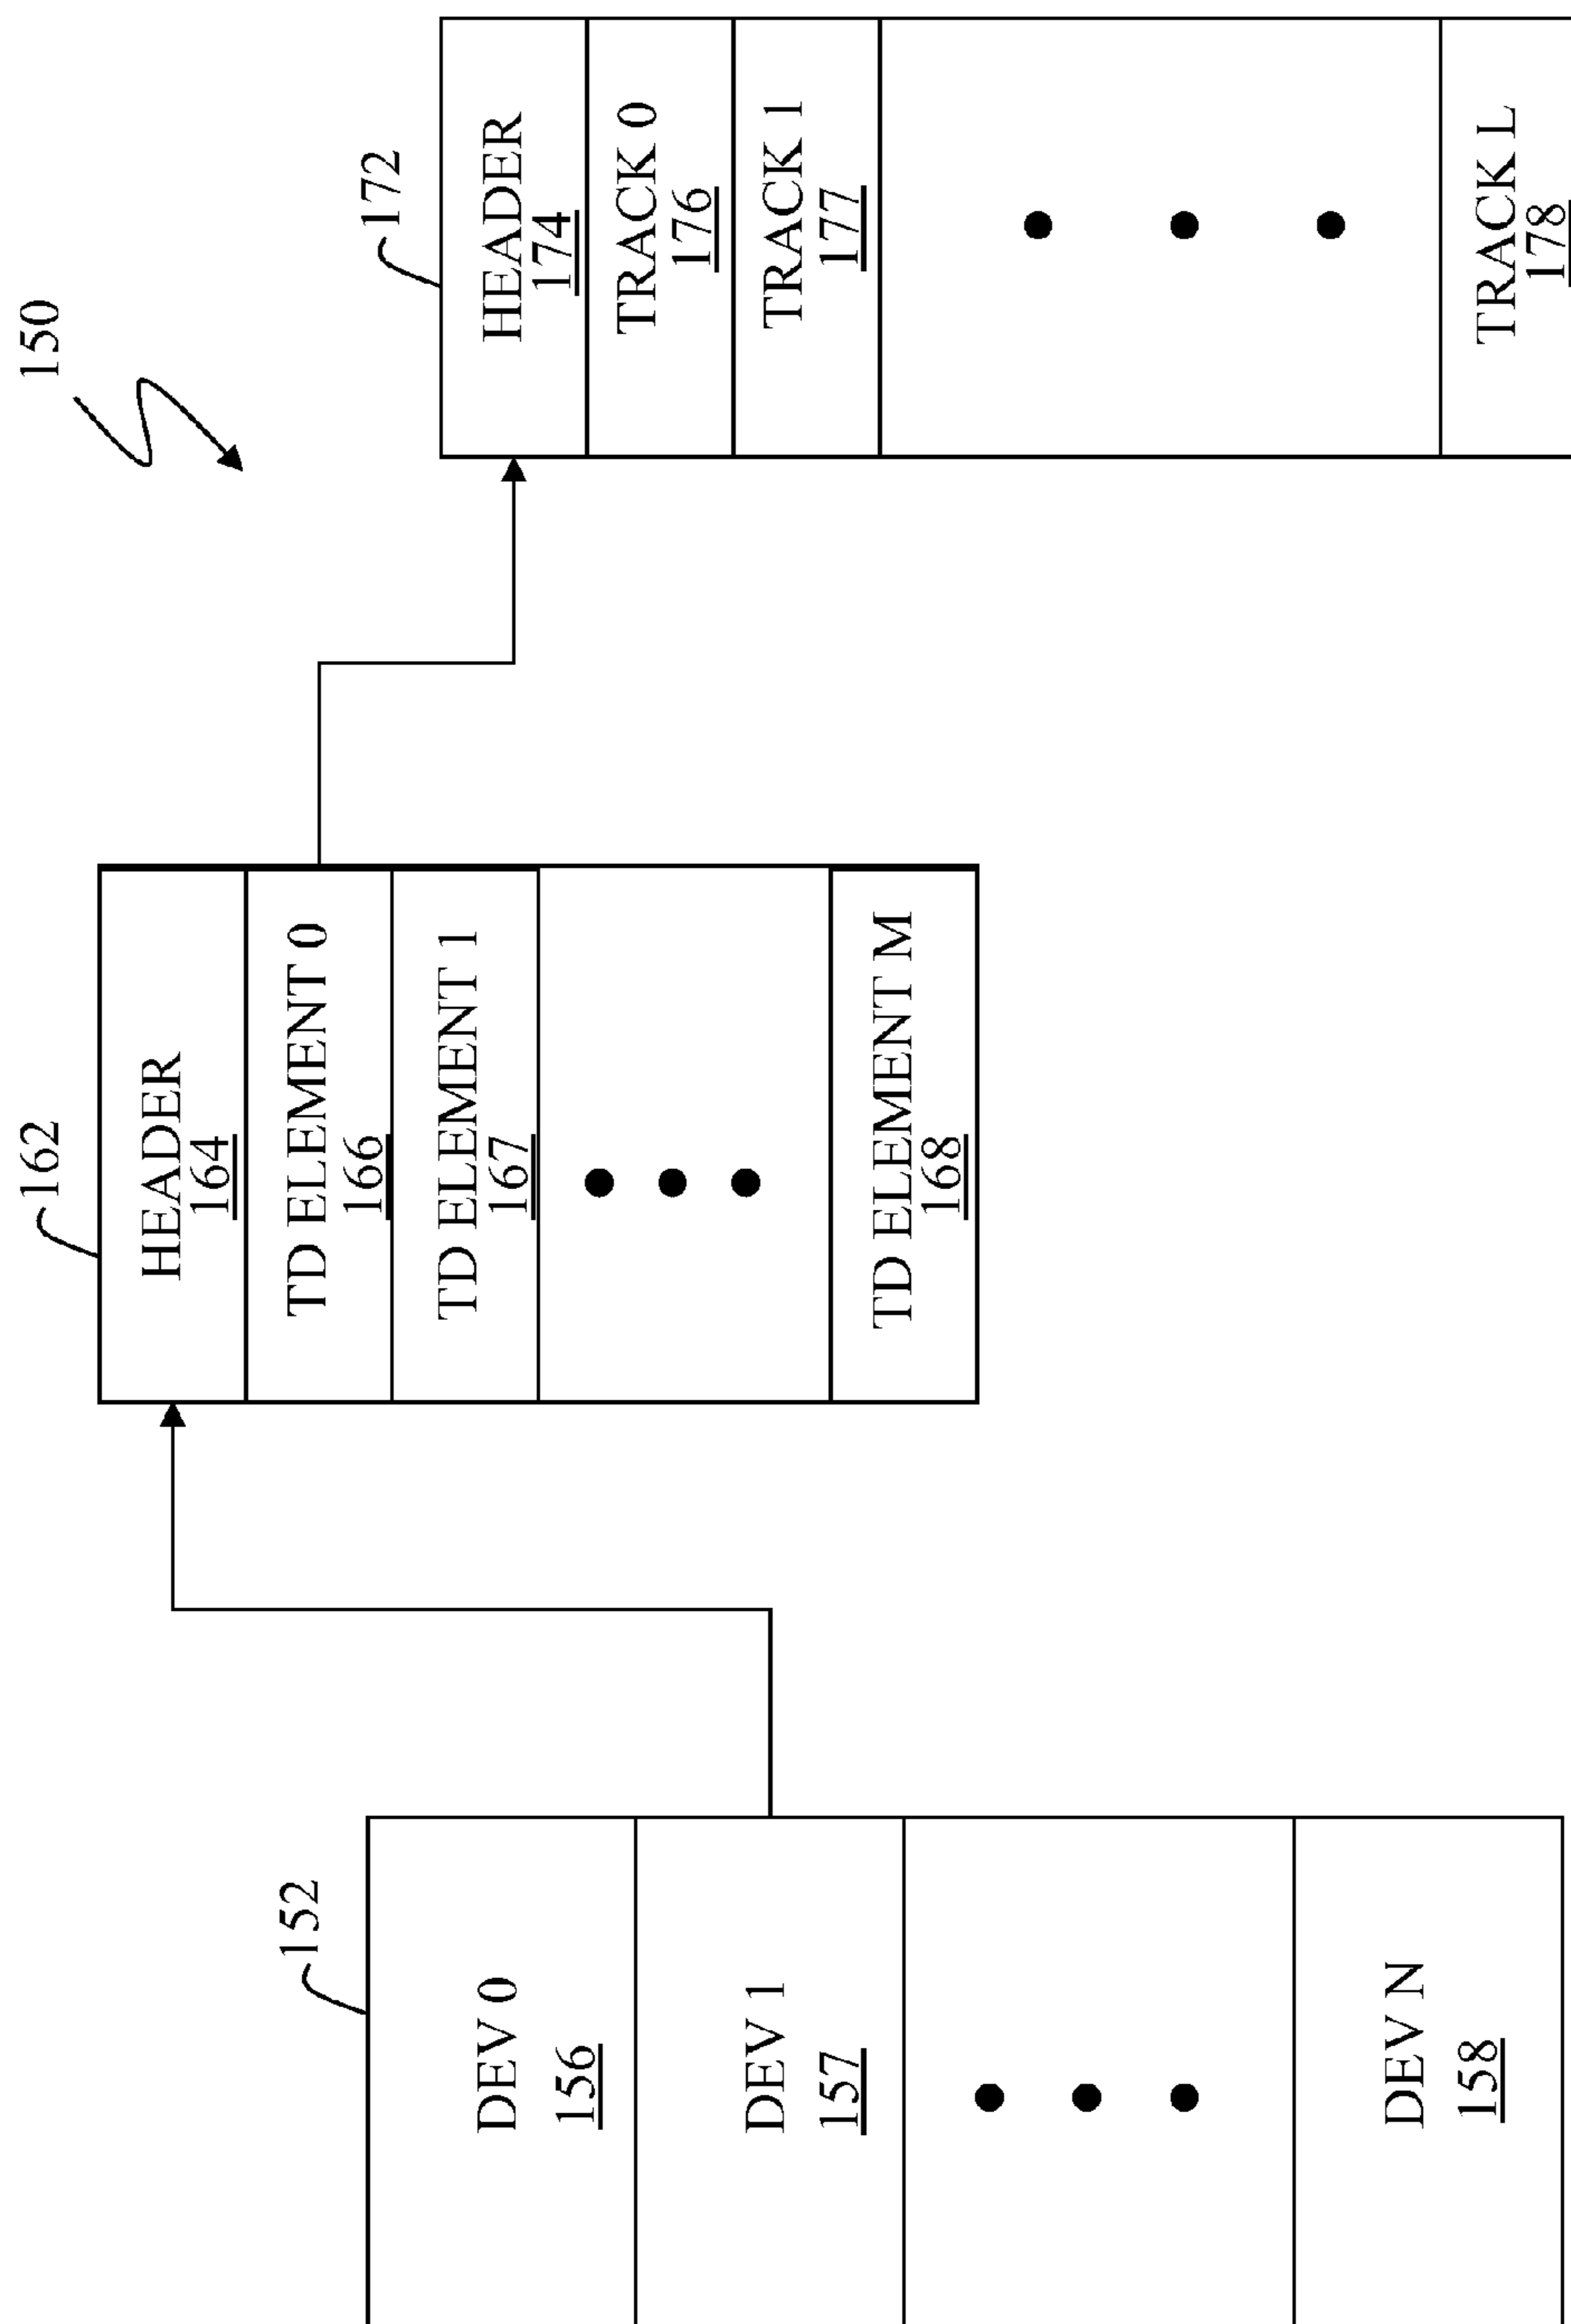 150
152
DEV 0
156
DEV 1
157
DEV N
158
162
HEADER
164
TD ELEMENT 0
166
TD ELEMENT 1
167
TD ELEMENT M
168
172
HEADER
174
TRACK 0
176
TRACK 1
177
TRACK L
178